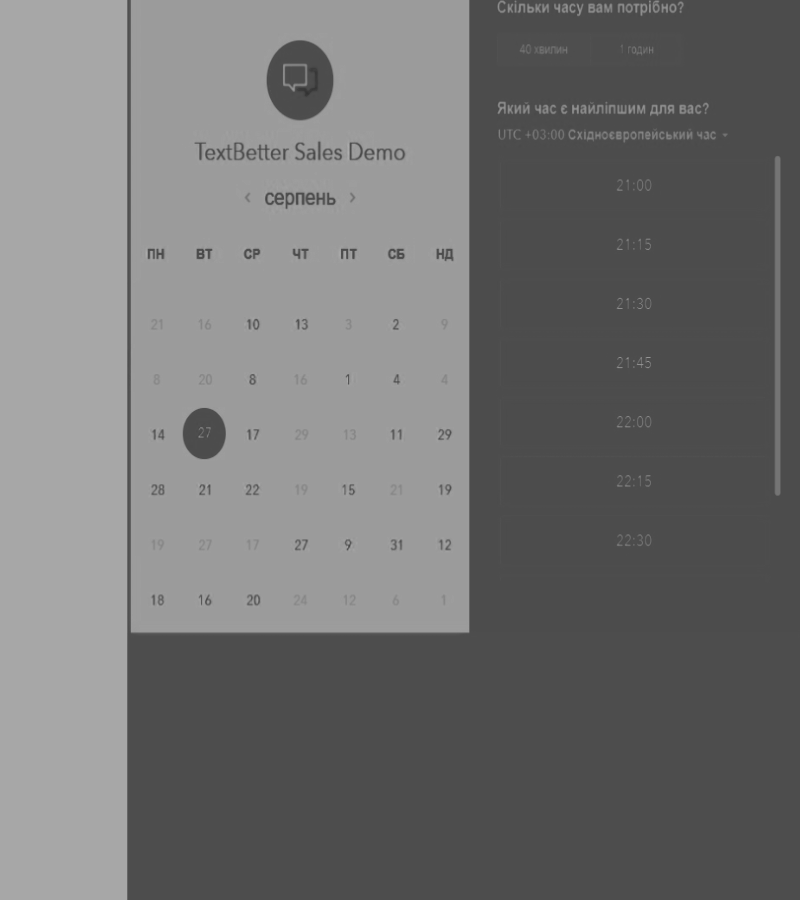 TextBetter Sales Demo
‹ серпень ›
ПН ВТ СР ЧТ ПТ СБ НД
21 16 10 13 3 2 9
8 20 8 16 1 4 4
14 27 17 29 13 11 29
28 21 22 19 15 21 19
19 27 17 27 9 31 12
18 16 20 24 12 6 1
Скільки часу вам потрібно?
40 хвилин 1 годин
Який час є найліпшим для вас?
UTC +03:00 Східноєвропейський час
21:00
21:15
21:30
21:45
22:00
22:15
22:30